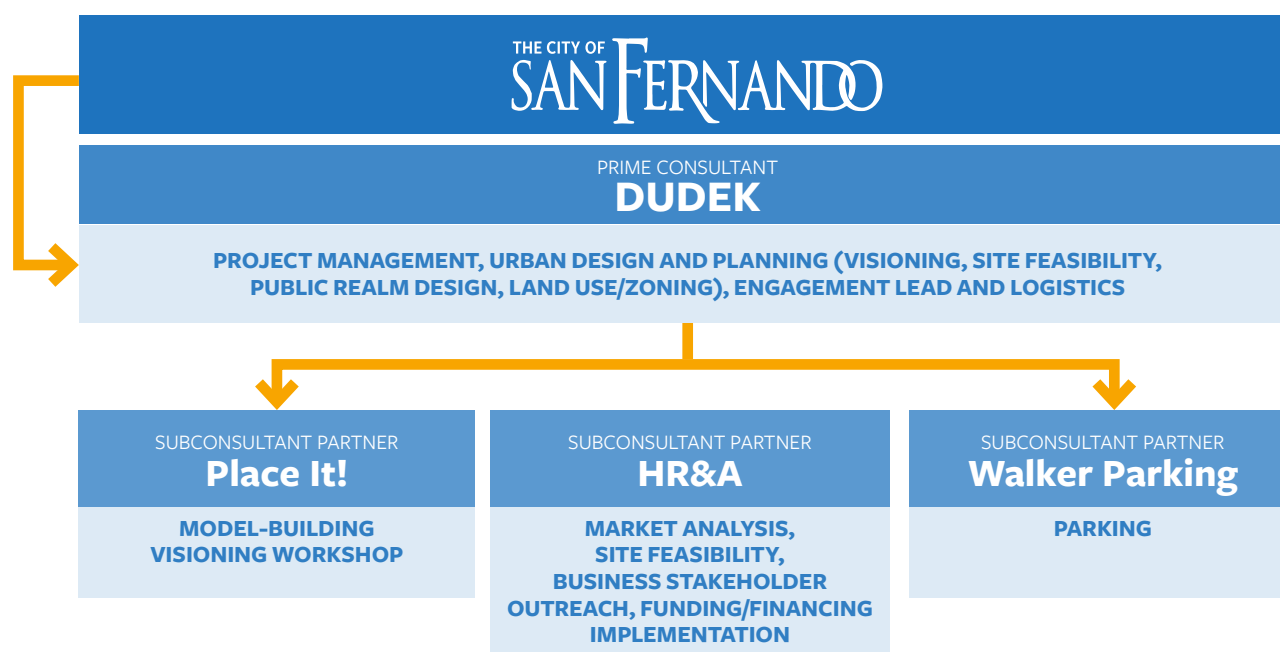 THE CITY OF
SAN FERNANDO
PRIME CONSULTANT
DUDEK
PROJECT MANAGEMENT, URBAN DESIGN AND PLANNING (VISIONING, SITE FEASIBILITY,
PUBLIC REALM DESIGN, LAND USE/ZONING), ENGAGEMENT LEAD AND LOGISTICS
SUBCONSULTANT PARTNER
Place It!
MODEL-BUILDING
VISIONING WORKSHOP
SUBCONSULTANT PARTNER
HR&A
MARKET ANALYSIS,
SITE FEASIBILITY,
BUSINESS STAKEHOLDER
OUTREACH, FUNDING/FINANCING
IMPLEMENTATION
SUBCONSULTANT PARTNER
Walker Parking
PARKING